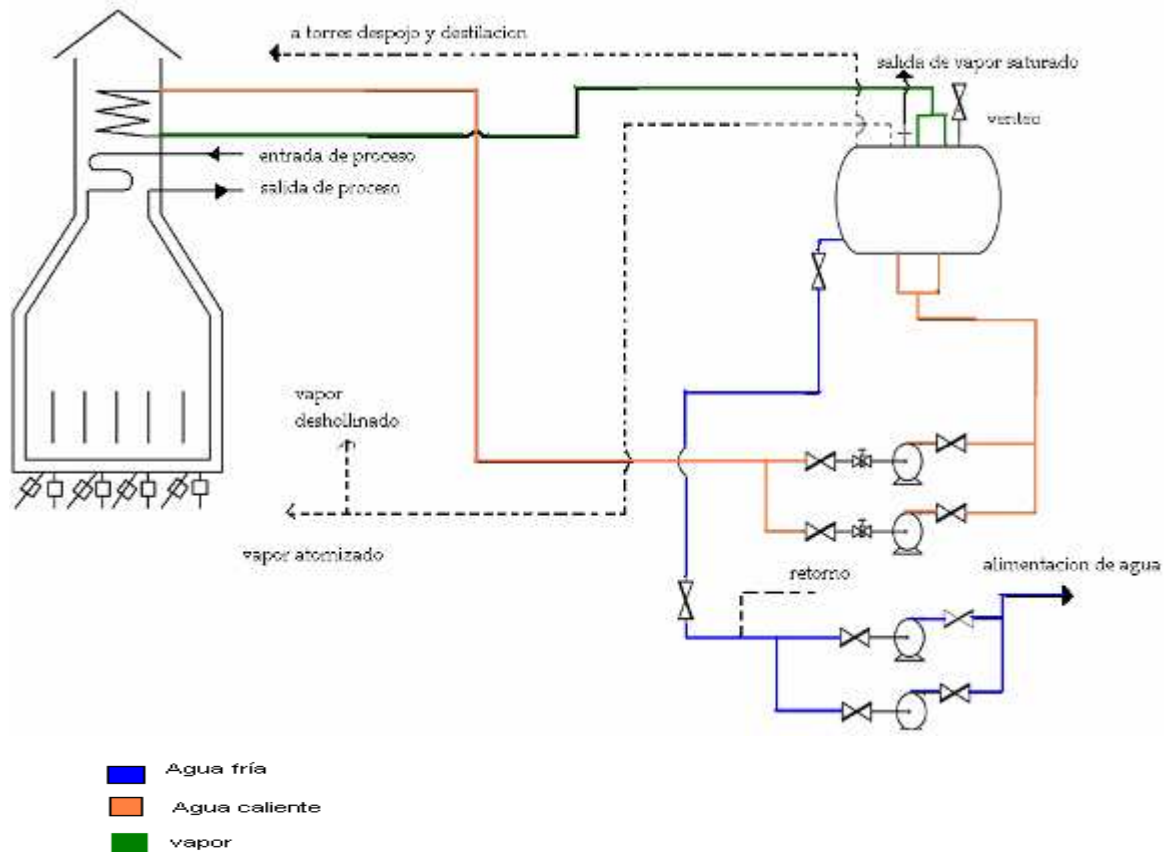 a torres despojo y destilacion
salida de vapor saturado
venteo
entrada de proceso
salida de proceso
vapor
deshollinado
vapor atomizado
retorno
alimentacion de agua
Agua fría
Agua caliente
vapor